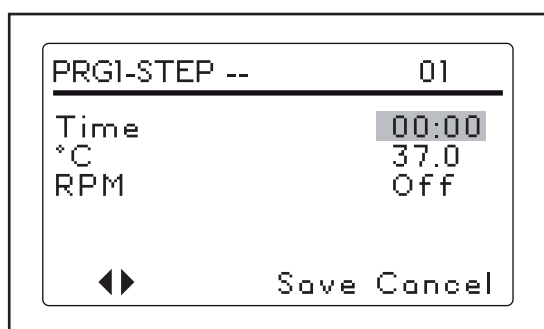 PRG1-STEP -- 01
Time 00:00
°C 37.0
RPM Off
Save Cancel